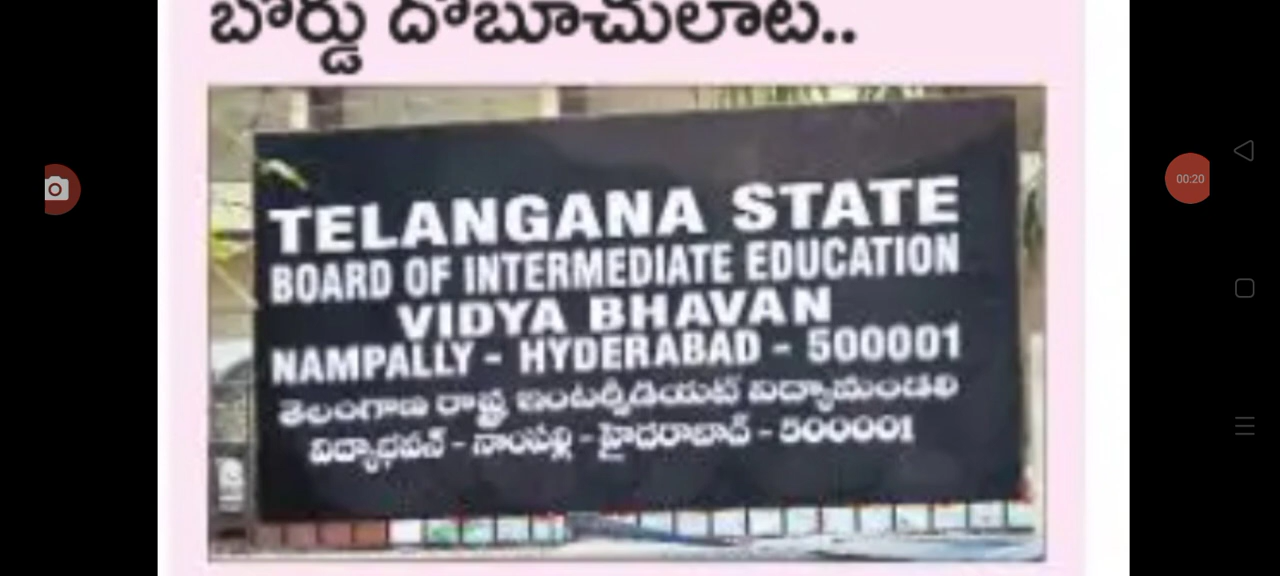 బోర్డు దోబూచులాట..
TELANGANA STATE
BOARD OF INTERMEDIATE EDUCATION
VIDYA BHAVAN
NAMPALLY - HYDERABAD - 500001
తెలంగాణ రాష్ట్ర ఇంటర్మీడియట్ విద్యామండలి
విద్యాభవన్ - నాంపల్లి - హైదరాబాద్ - 500001
00:20